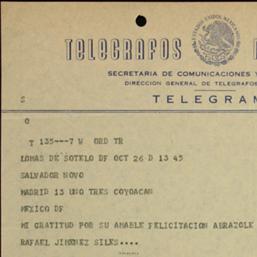 TELEGRAFOS
SECRETARIA DE COMUNICACIONES Y
DIRECCION GENERAL DE TELEGRAFOS
TELEGRAM
T 135---7 W ORD TR
LOMAS DE SOTELO DF OCT 26 D 13 45
SALVADOR NOVO
MADRID 13 UNO TRES COYOACAN
MEXICO DF
MI GRATITUD POR SU AMABLE FELICITACION ABRAZOLE
RAFAEL JIMENEZ SILES....